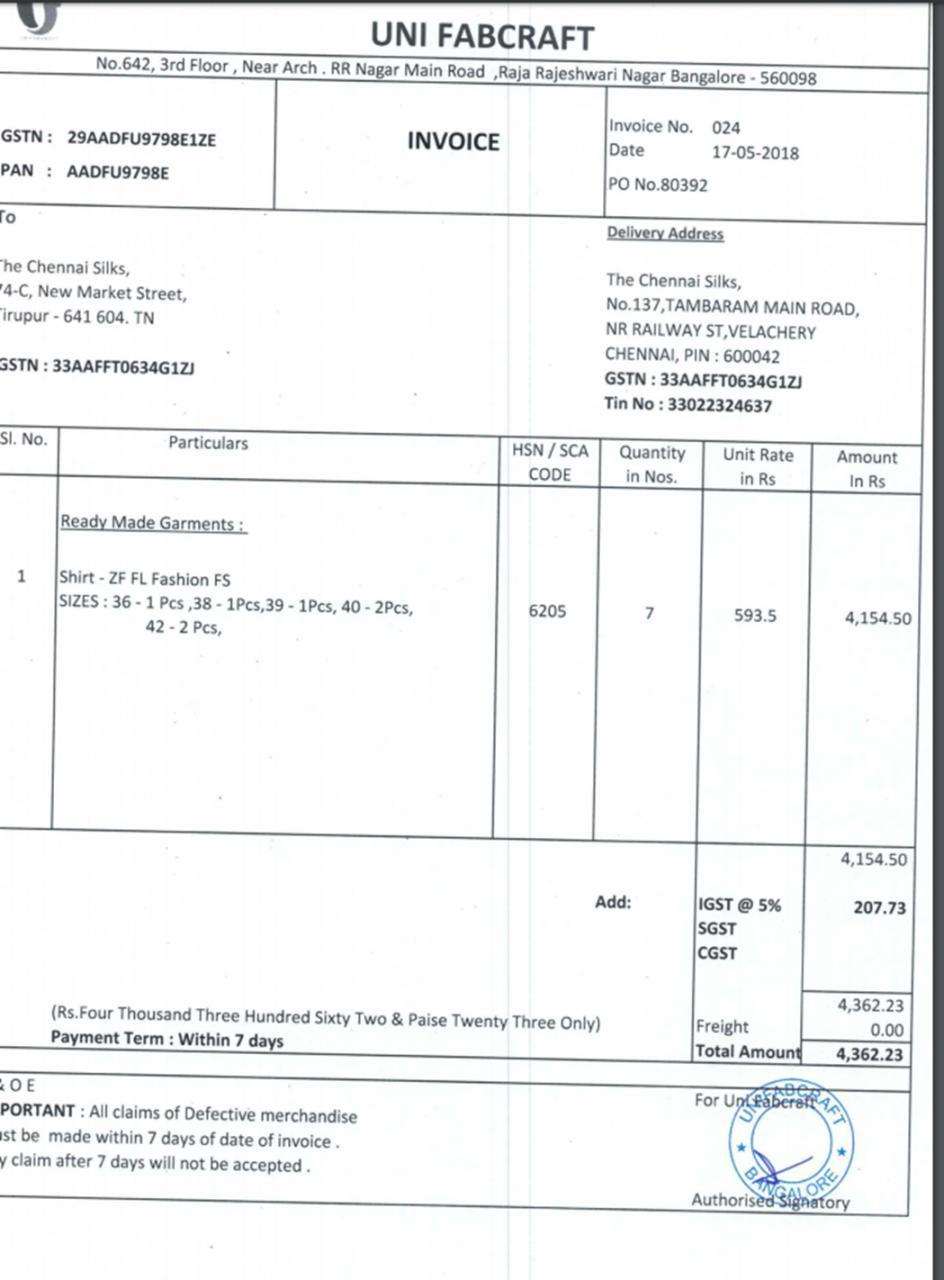 UNI FABCRAFT
No.642, 3rd Floor , Near Arch . RR Nagar Main Road ,Raja Rajeshwari Nagar Bangalore - 560098
GSTN : 29AADFU9798E1ZE
PAN : AADFU9798E
INVOICE
Invoice No. 024
Date 17-05-2018
PO No.80392
To
The Chennai Silks,
74-C, New Market Street,
Tirupur - 641 604. TN
GSTN : 33AAFFT0634G1ZJ
Delivery Address
The Chennai Silks,
No.137,TAMBARAM MAIN ROAD,
NR RAILWAY ST,VELACHERY
CHENNAI, PIN : 600042
GSTN : 33AAFFT0634G1ZJ
Tin No : 33022324637
Sl. No. Particulars HSN / SCA CODE Quantity in Nos. Unit Rate in Rs Amount In Rs
Ready Made Garments :
1 Shirt - ZF FL Fashion FS
SIZES : 36 - 1 Pcs ,38 - 1Pcs,39 - 1Pcs, 40 - 2Pcs, 6205 7 593.5 4,154.50
42 - 2 Pcs,
4,154.50
Add: IGST @ 5% 207.73
SGST
CGST
4,362.23
(Rs.Four Thousand Three Hundred Sixty Two & Paise Twenty Three Only) Freight 0.00
Payment Term : Within 7 days Total Amount 4,362.23
& O E
PORTANT : All claims of Defective merchandise
ust be made within 7 days of date of invoice .
y claim after 7 days will not be accepted .
For Uni Fabcraft
UNI FABCRAFT
BANGALORE
Authorised Signatory